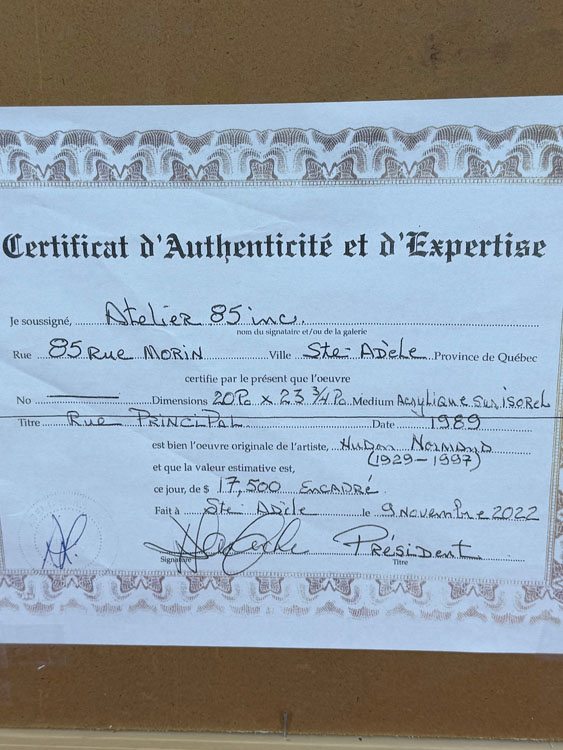 Certificat d'Authenticité et d'Expertise
Je soussigné, Atelier 85 inc.
nom du signataire et/ou de la galerie
Rue 85 Rue MORIN Ville Ste-Adèle Province de Québec
certifie par le présent que l'oeuvre
No Dimensions 20Po x 23 3/4 Po Medium Acrylique sur ISOREL
Titre Rue PRINCIPAL Date 1989
est bien l'oeuvre originale de l'artiste, HUDON NORMAND
(1929-1997)
et que la valeur estimative est,
ce jour, de $ 17,500 ENCADRÉ
Fait à Ste Adèle le 9 Novembre 2022
Signature Président
Titre